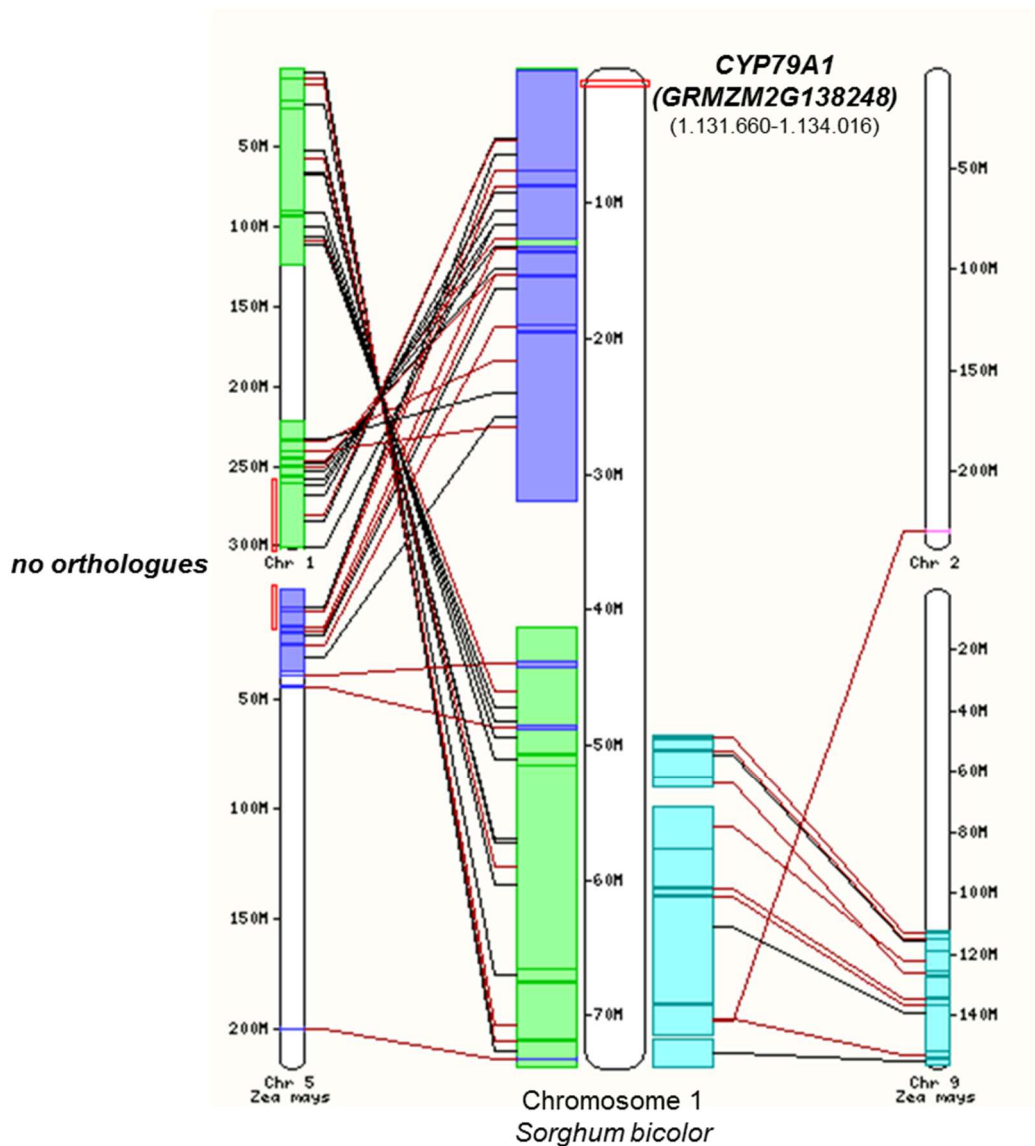 CYP79A1
(GRMZM2G138248)
(1.131.660-1.134.016)
50M
100M
150M
200M
250M
300M
Chr 1
no orthologues
50M
100M
150M
200M
Chr 5
Zea mays
10M
20M
30M
40M
50M
60M
70M
Chromosome 1
Sorghum bicolor
50M
100M
150M
200M
Chr 2
20M
40M
60M
80M
100M
120M
140M
Chr 9
Zea mays